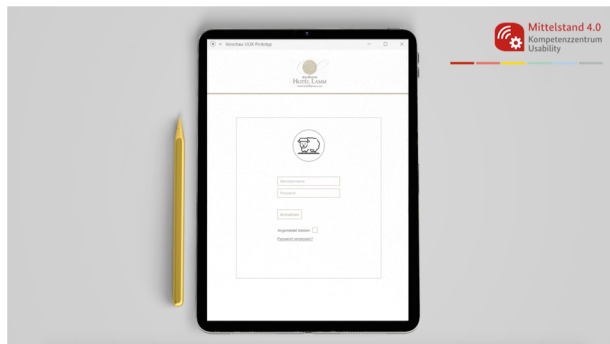 Mittelstand 4.0
Kompetenzzentrum
Usability
Vorschau UUX-Prototyp
HOTEL LAMM
Benutzername
Passwort
Anmelden
Angemeldet bleiben
Passwort vergessen?